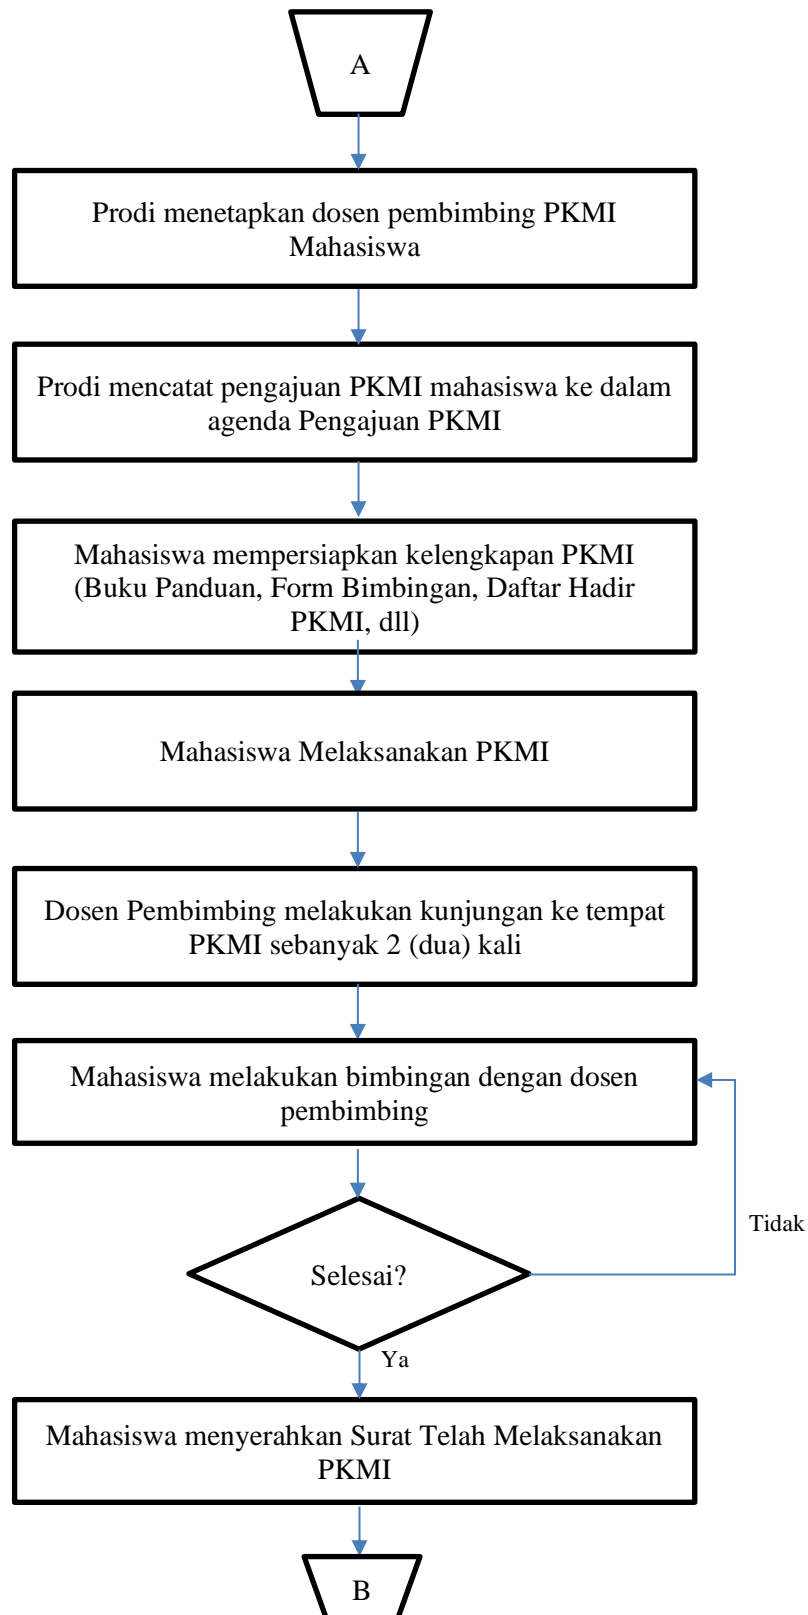 A
Prodi menetapkan dosen pembimbing PKMI
Mahasiswa
Prodi mencatat pengajuan PKMI mahasiswa ke dalam
agenda Pengajuan PKMI
Mahasiswa mempersiapkan kelengkapan PKMI
(Buku Panduan, Form Bimbingan, Daftar Hadir
PKMI, dll)
Mahasiswa Melaksanakan PKMI
Dosen Pembimbing melakukan kunjungan ke tempat
PKMI sebanyak 2 (dua) kali
Mahasiswa melakukan bimbingan dengan dosen
pembimbing
Tidak
Selesai?
Ya
Mahasiswa menyerahkan Surat Telah Melaksanakan
PKMI
B